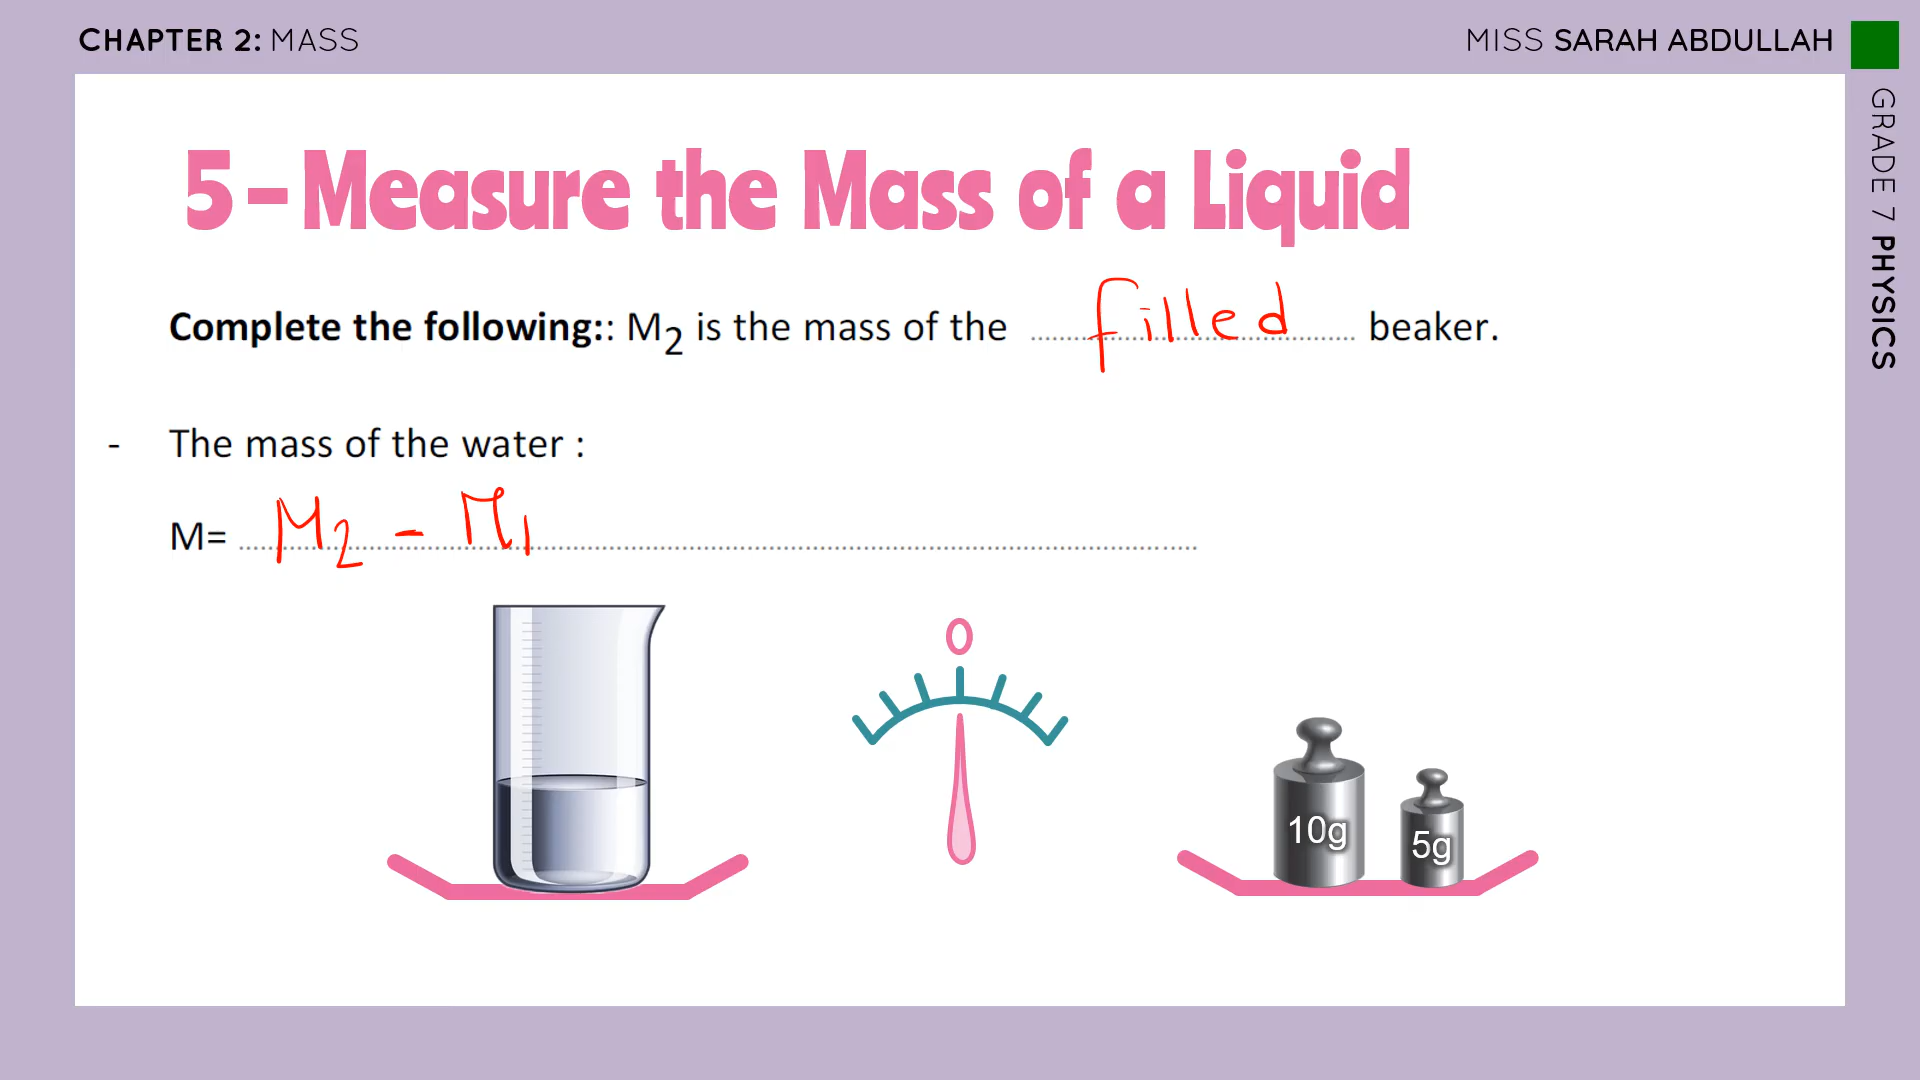 CHAPTER 2: MASS
MISS SARAH ABDULLAH
GRADE 7 PHYSICS
5-Measure the Mass of a Liquid
Complete the following:: M2 is the mass of the filled beaker.
- The mass of the water :
M= M2 - M1
0
10g
5g